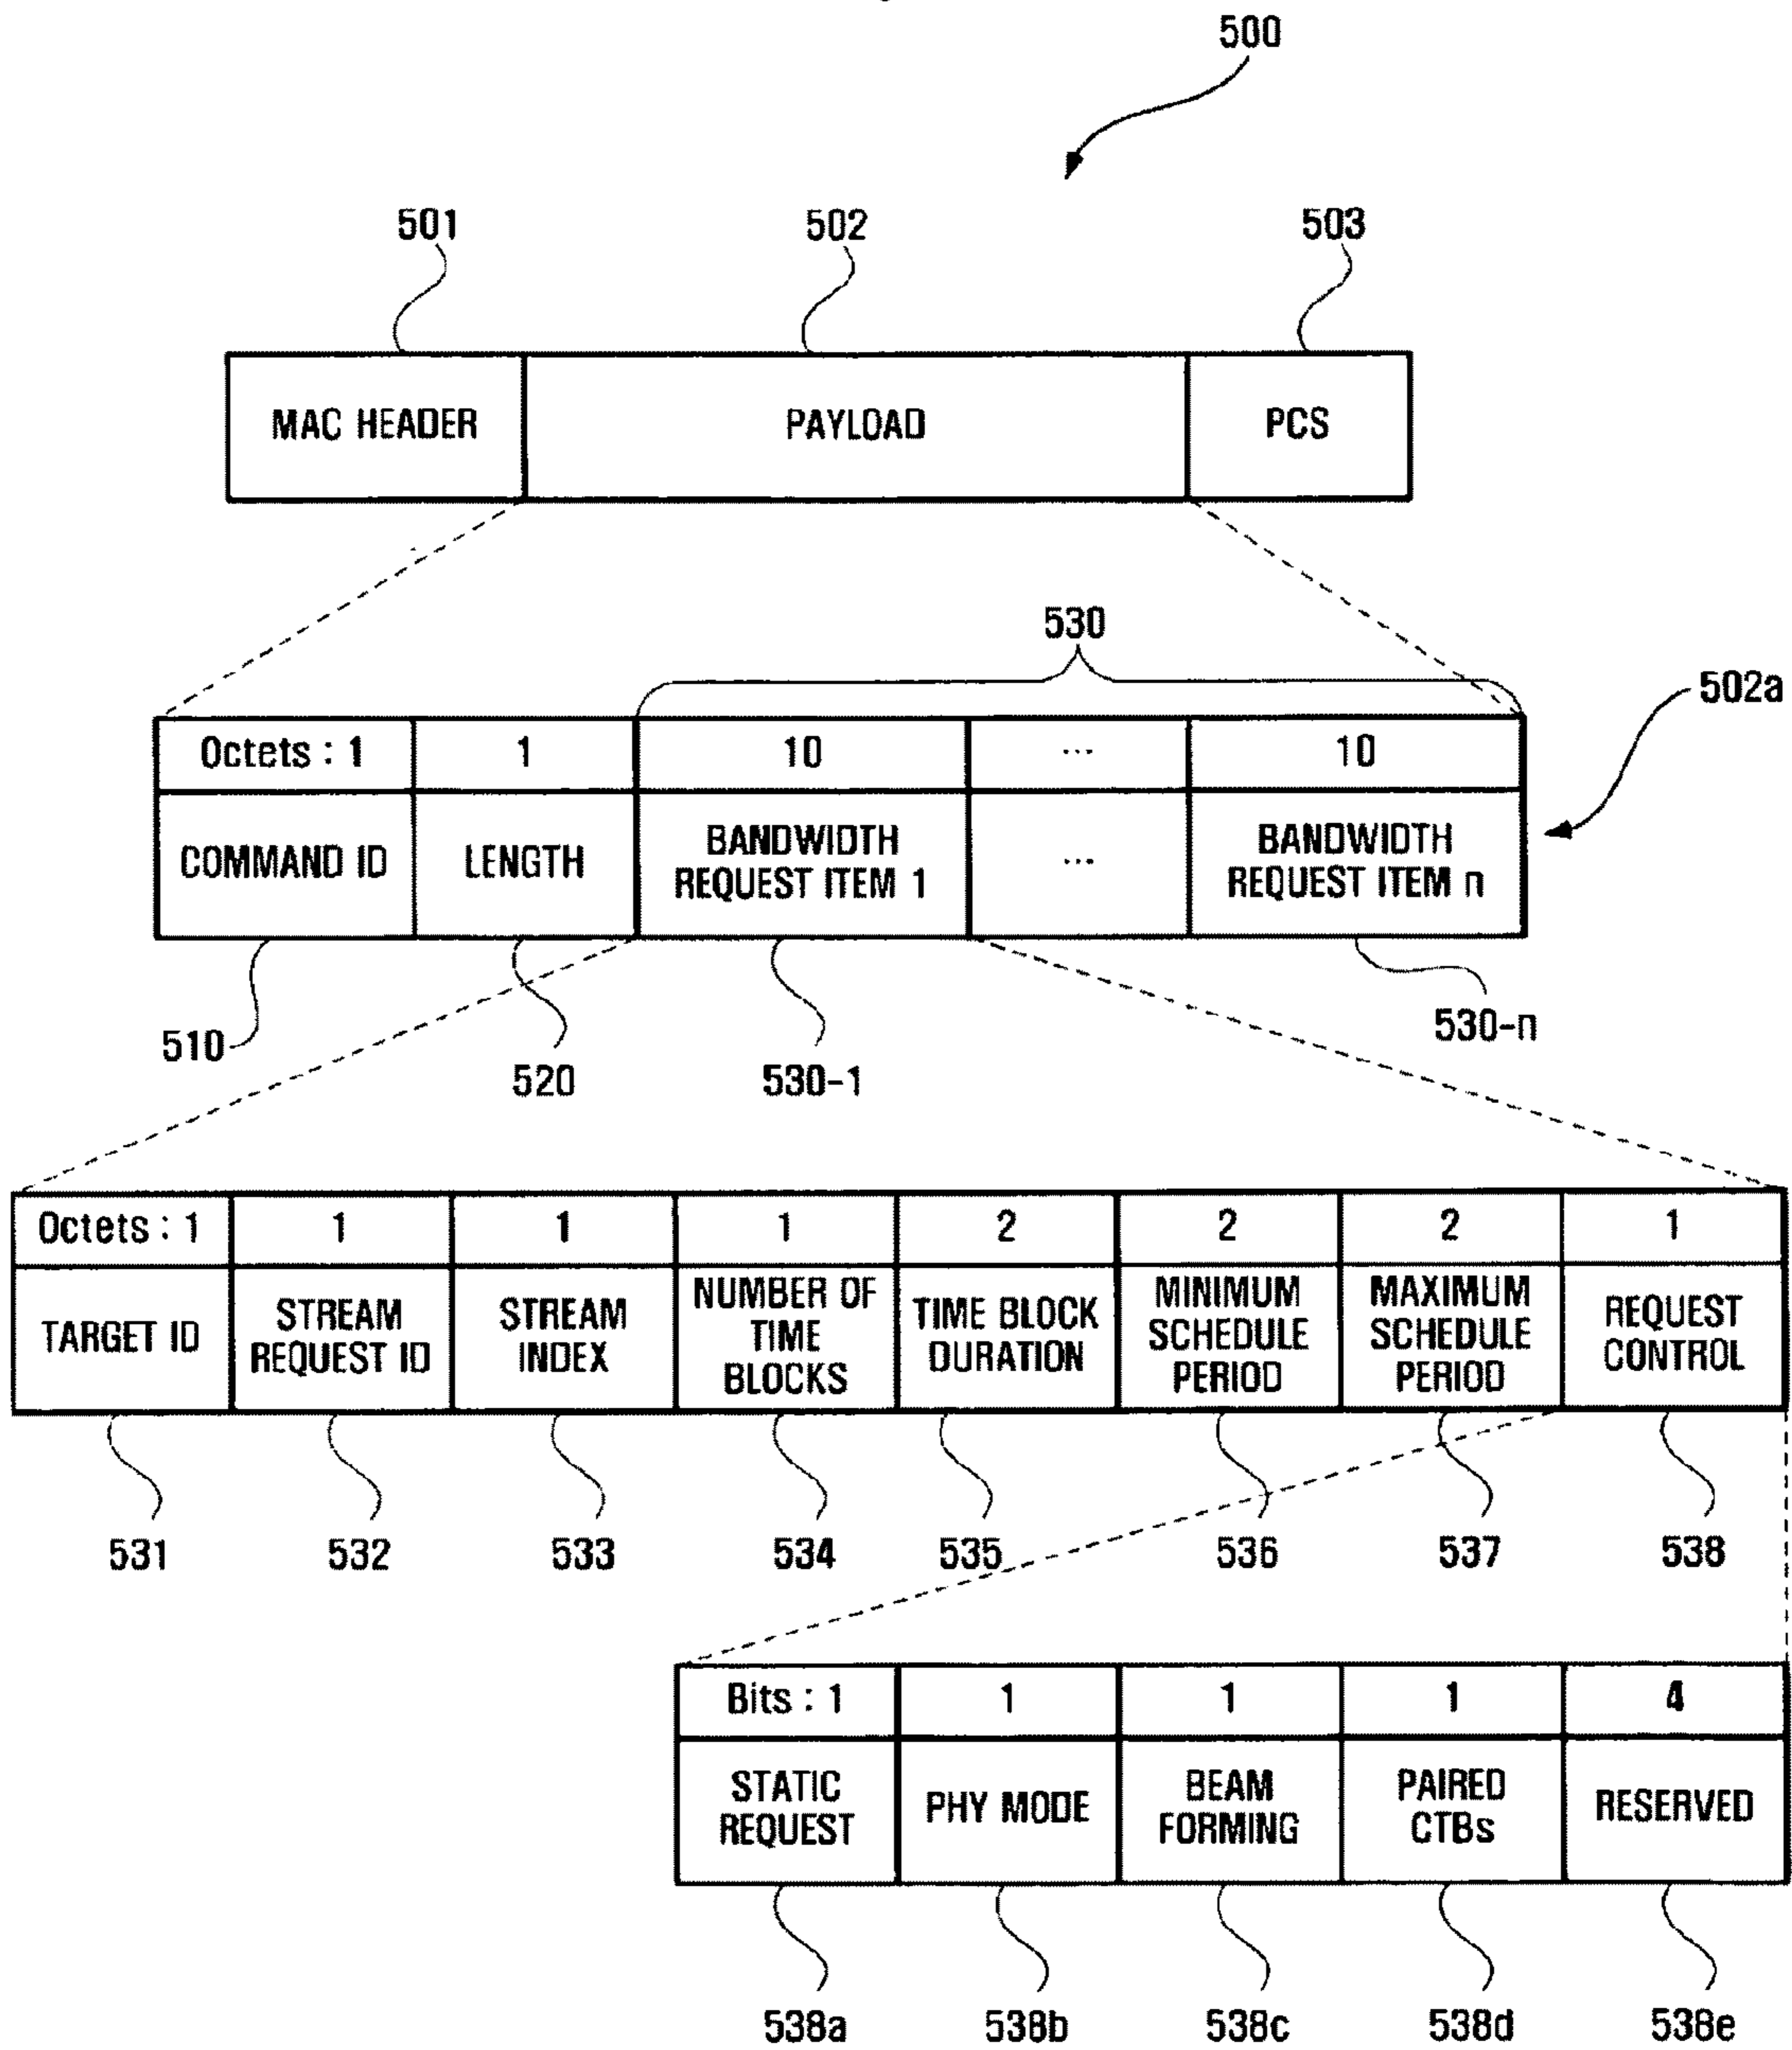 500
501 502 503
MAC HEADER PAYLOAD PCS
530
502a
Octets : 1 1 10 ... 10
COMMAND ID LENGTH BANDWIDTH REQUEST ITEM 1 ... BANDWIDTH REQUEST ITEM n
510 520 530-1 530-n
Octets : 1 1 1 1 2 2 2 1
TARGET ID STREAM REQUEST ID STREAM INDEX NUMBER OF TIME BLOCKS TIME BLOCK DURATION MINIMUM SCHEDULE PERIOD MAXIMUM SCHEDULE PERIOD REQUEST CONTROL
531 532 533 534 535 536 537 538
Bits : 1 1 1 1 4
STATIC REQUEST PHY MODE BEAM FORMING PAIRED CTBs RESERVED
538a 538b 538c 538d 538e